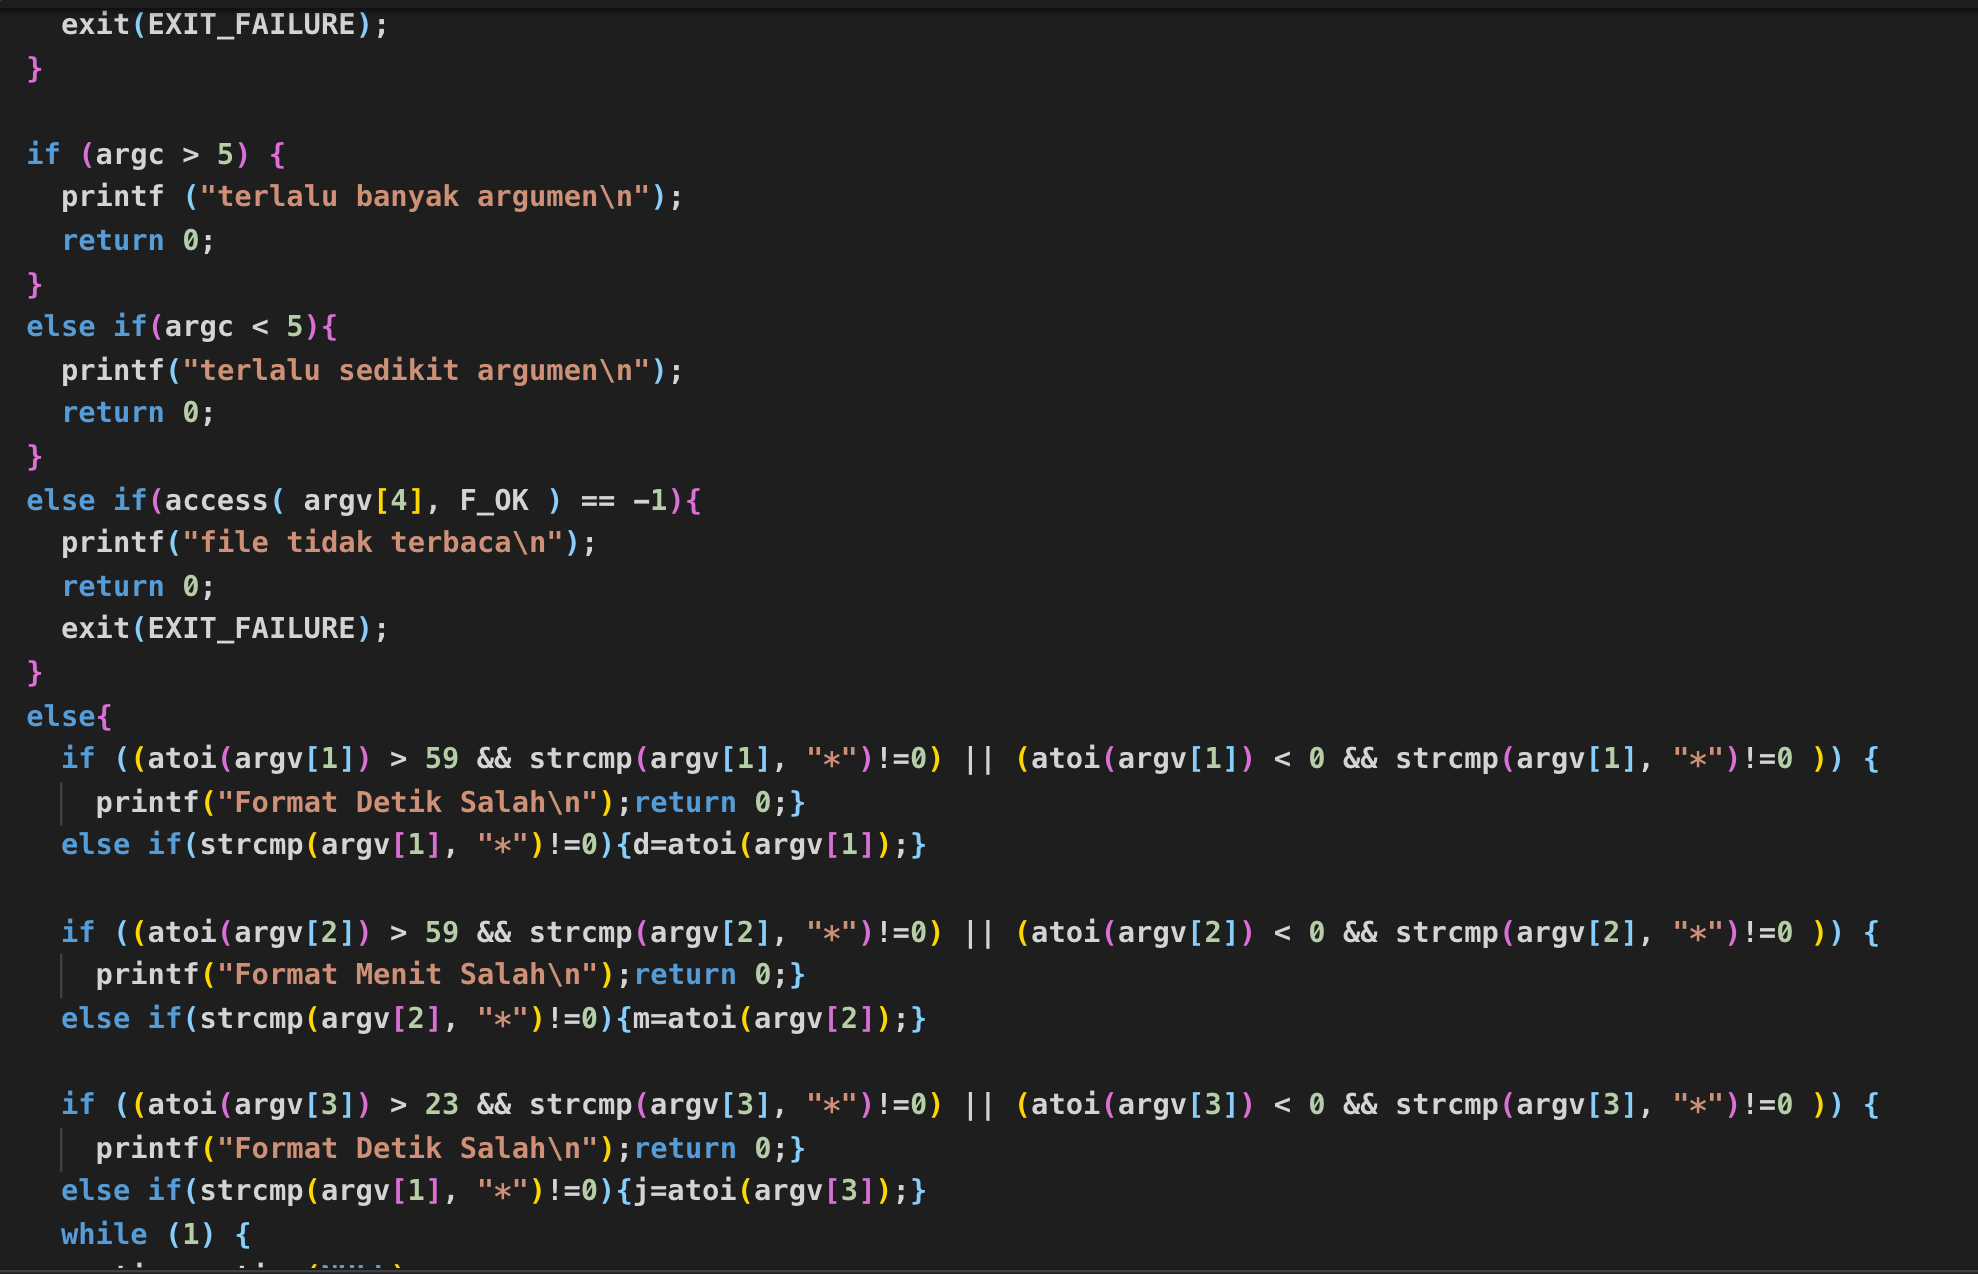 exit(EXIT_FAILURE);
}
if (argc > 5) {
printf ("terlalu banyak argumen\n");
return 0;
}
else if(argc < 5){
printf("terlalu sedikit argumen\n");
return 0;
}
else if(access( argv[4], F_OK ) == -1){
printf("file tidak terbaca\n");
return 0;
exit(EXIT_FAILURE);
}
else{
if ((atoi(argv[1]) > 59 && strcmp(argv[1], "*")!=0) || (atoi(argv[1]) < 0 && strcmp(argv[1], "*")!=0 )) {
printf("Format Detik Salah\n");return 0;}
else if(strcmp(argv[1], "*")!=0){d=atoi(argv[1]);}
if ((atoi(argv[2]) > 59 && strcmp(argv[2], "*")!=0) || (atoi(argv[2]) < 0 && strcmp(argv[2], "*")!=0 )) {
printf("Format Menit Salah\n");return 0;}
else if(strcmp(argv[2], "*")!=0){m=atoi(argv[2]);}
if ((atoi(argv[3]) > 23 && strcmp(argv[3], "*")!=0) || (atoi(argv[3]) < 0 && strcmp(argv[3], "*")!=0 )) {
printf("Format Detik Salah\n");return 0;}
else if(strcmp(argv[1], "*")!=0){j=atoi(argv[3]);}
while (1) {